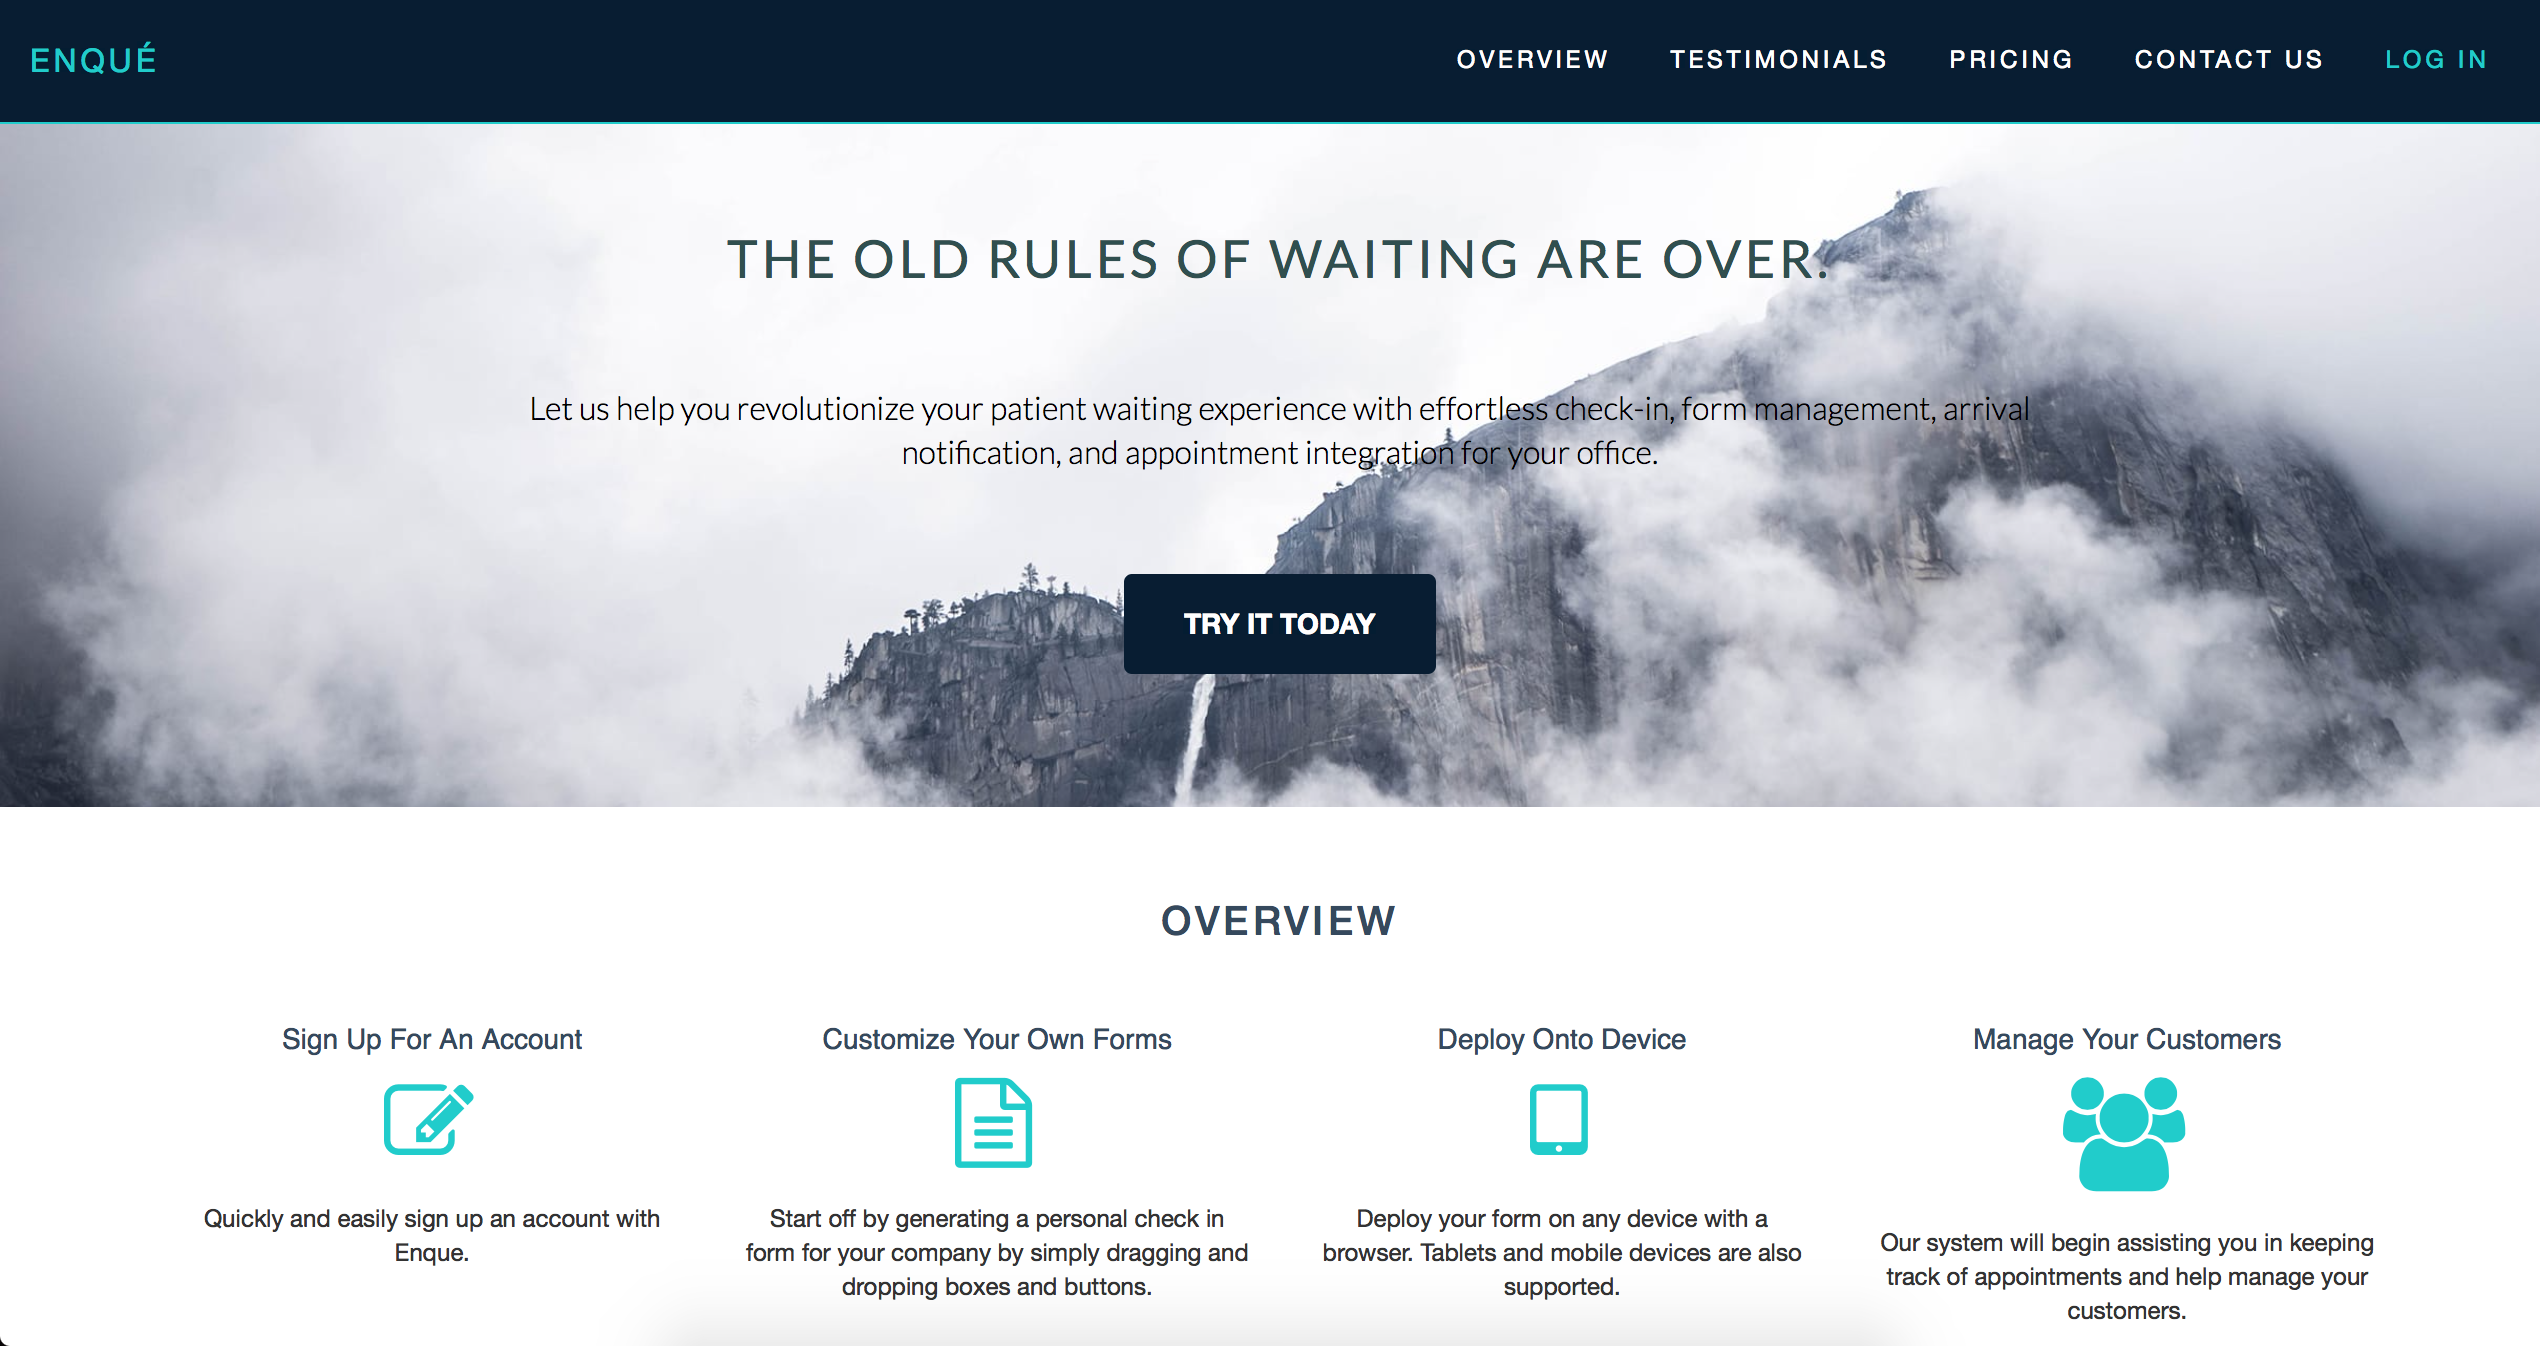 ENQUÉ
OVERVIEW TESTIMONIALS PRICING CONTACT US LOG IN
THE OLD RULES OF WAITING ARE OVER.
Let us help you revolutionize your patient waiting experience with effortless check-in, form management, arrival
notification, and appointment integration for your office.
TRY IT TODAY
OVERVIEW
Sign Up For An Account
Quickly and easily sign up an account with
Enque.
Customize Your Own Forms
Start off by generating a personal check in
form for your company by simply dragging and
dropping boxes and buttons.
Deploy Onto Device
Deploy your form on any device with a
browser. Tablets and mobile devices are also
supported.
Manage Your Customers
Our system will begin assisting you in keeping
track of appointments and help manage your
customers.